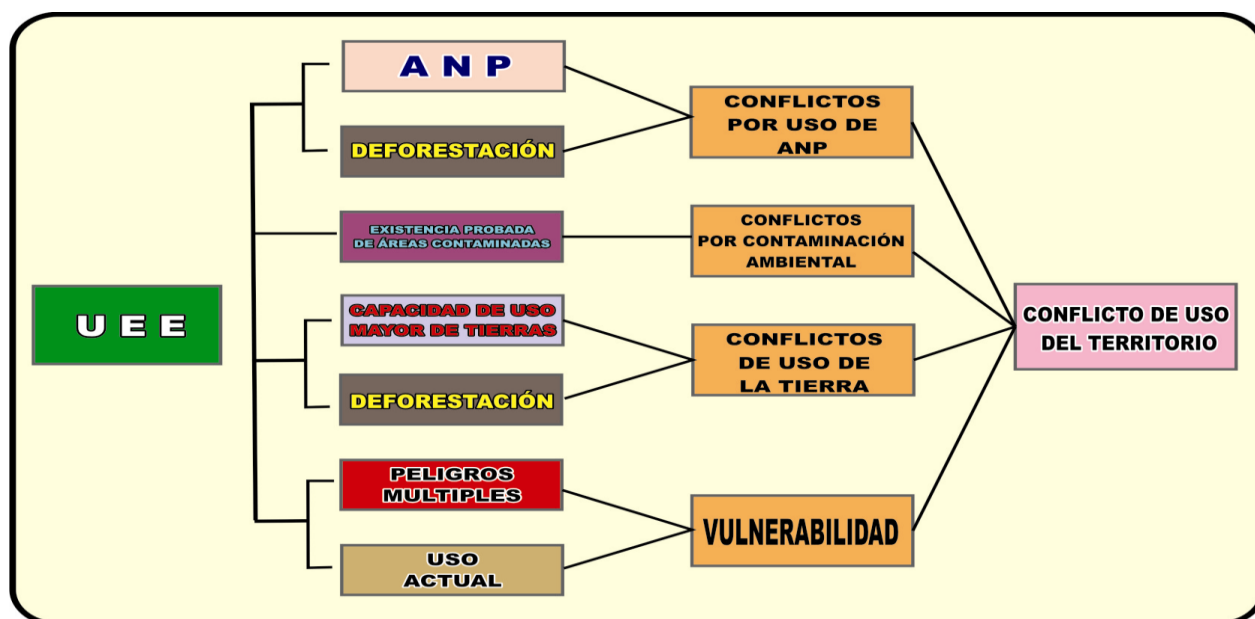 U E E
A N P
DEFORESTACIÓN
EXISTENCIA PROBADA
DE ÁREAS CONTAMINADAS
CAPACIDAD DE USO
MAYOR DE TIERRAS
DEFORESTACIÓN
PELIGROS
MULTIPLES
USO
ACTUAL
CONFLICTOS
POR USO DE
ANP
CONFLICTOS
POR CONTAMINACIÓN
AMBIENTAL
CONFLICTOS
DE USO DE
LA TIERRA
VULNERABILIDAD
CONFLICTO DE USO
DEL TERRITORIO